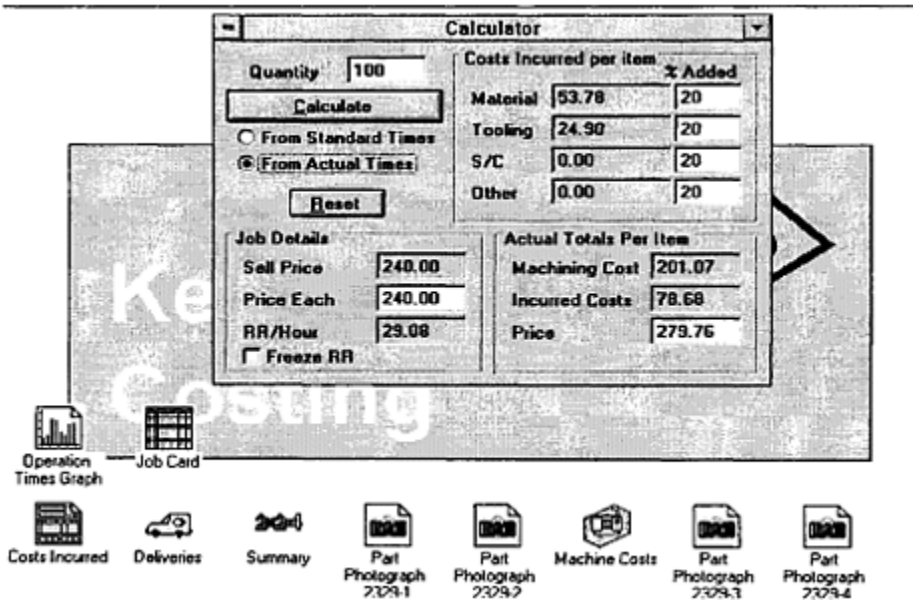 Calculator
Quantity 100
Calculate
From Standard Times
From Actual Times
Reset
Costs Incurred per item
% Added
Material 53.78 20
Tooling 24.90 20
S/C 0.00 20
Other 0.00 20
Job Details
Sell Price 240.00
Price Each 240.00
RR/Hour 29.08
Freeze RR
Actual Totals Per Item
Machining Cost 201.07
Incurred Costs 78.68
Price 279.76
Ke
Costing
Operation
Times Graph
Job Card
Costs Incurred
Deliveries
Summary
Part
Photograph
2329-1
Part
Photograph
2329-2
Machine Costs
Part
Photograph
2329-3
Part
Photograph
2329-4